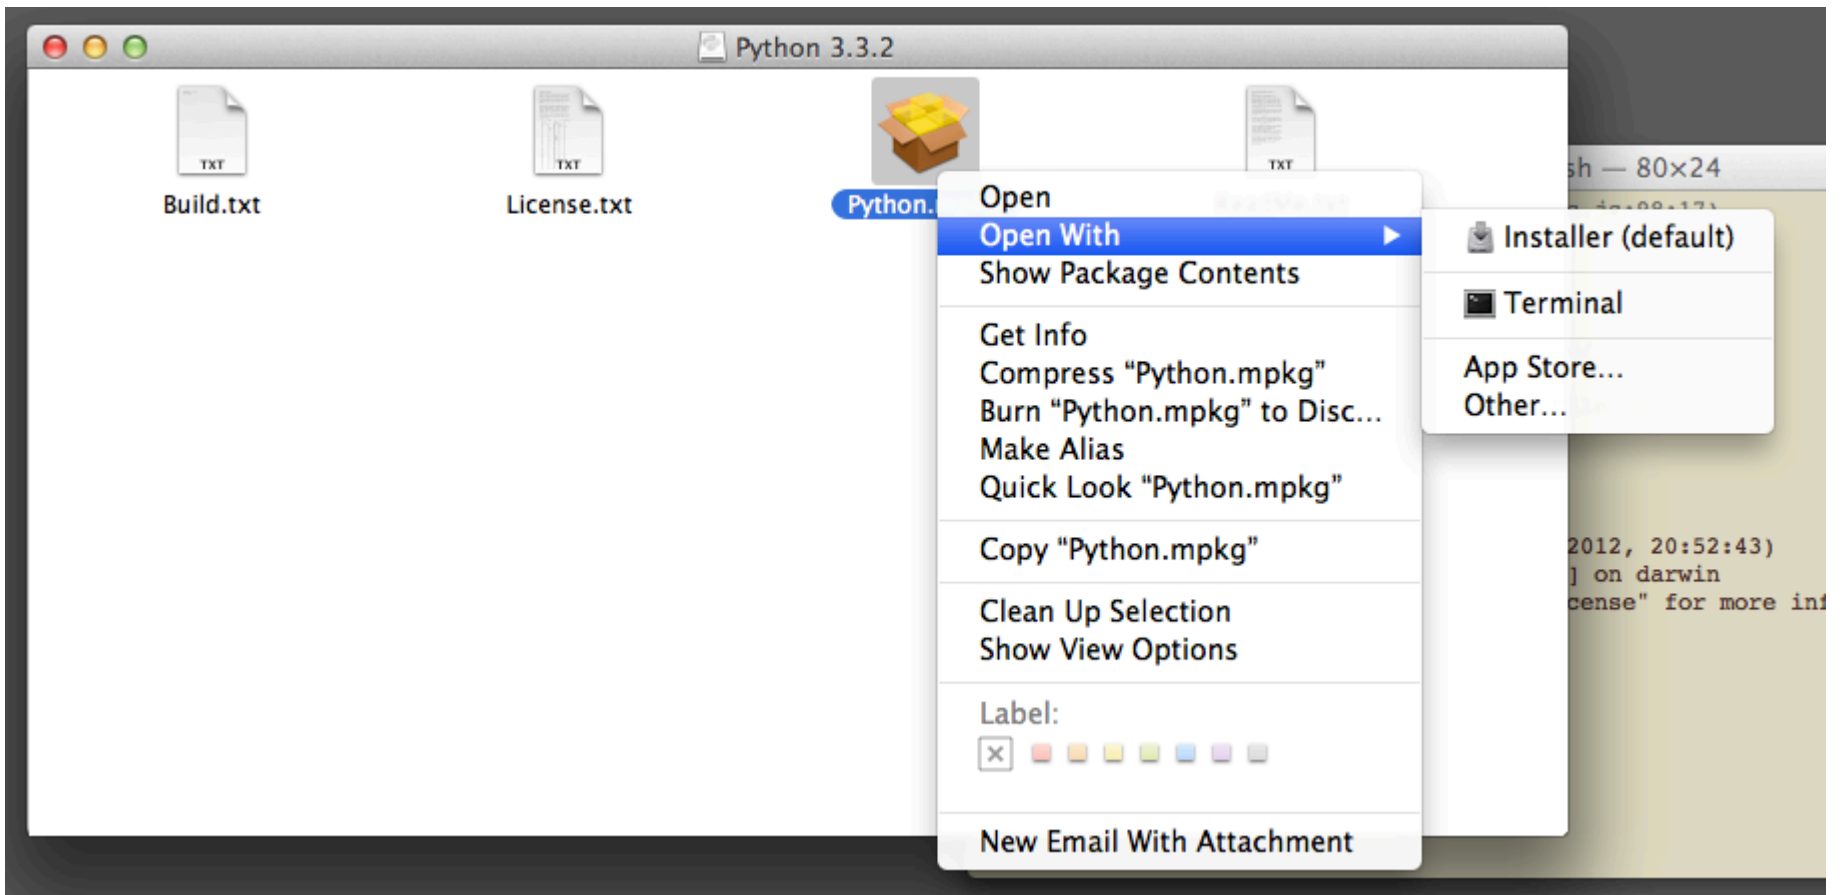 Python 3.3.2
TXT
TXT
TXT
Build.txt
License.txt
Python.
Open
Open With
Show Package Contents
Get Info
Compress “Python.mpkg”
Burn “Python.mpkg” to Disc...
Make Alias
Quick Look “Python.mpkg”
Copy “Python.mpkg”
Clean Up Selection
Show View Options
Label:
New Email With Attachment
Installer (default)
Terminal
App Store...
Other...
sh — 80×24
2012, 20:52:43)
] on darwin
cense" for more inf